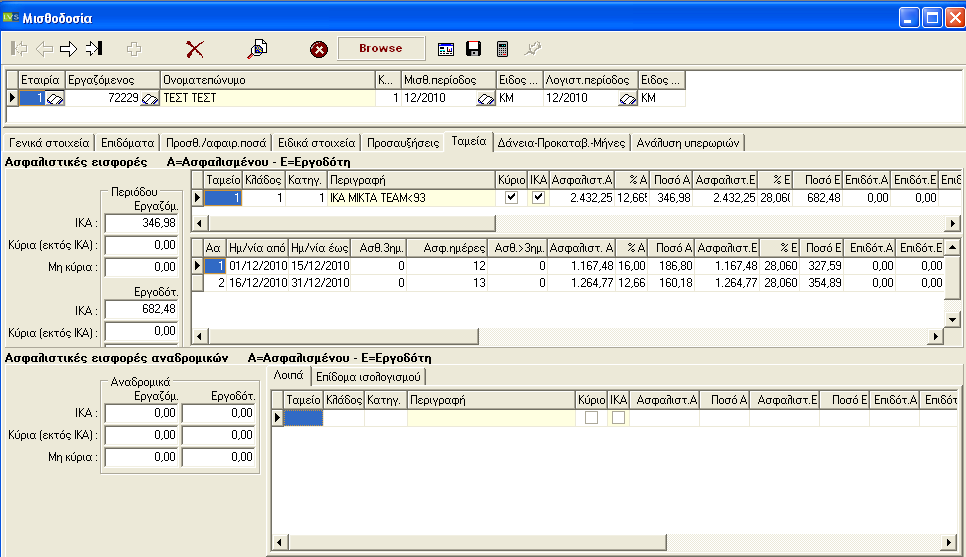 LVS Μισθοδοσία
Browse
Εταιρία Εργαζόμενος Ονοματεπώνυμο Κ... Μισθ.περίοδος Ειδος ... Λογιστ.περίοδος Ειδος ...
1 72229 ΤΕΣΤ ΤΕΣΤ 1 12/2010 ΚΜ 12/2010 ΚΜ
Γενικά στοιχεία Επιδόματα Προσθ./αφαιρ.ποσά Ειδικά στοιχεία Προσαυξήσεις Ταμεία Δάνεια-Προκαταβ.-Μήνες Ανάλυση υπερωριών
Ασφαλιστικές εισφορές Α=Ασφαλισμένου - Ε=Εργοδότη
Περιόδου
Εργαζόμ.
ΙΚΑ : 346,98
Κύρια (εκτός ΙΚΑ) : 0,00
Μη κύρια : 0,00
Εργοδότ.
ΙΚΑ : 682,48
Κύρια (εκτός ΙΚΑ) : 0,00
Ταμείο Κλάδος Κατηγ. Περιγραφή Κύριο ΙΚΑ Ασφαλιστ.Α % Α Ποσό Α Ασφαλιστ.Ε % Ε Ποσό Ε Επιδότ.Α Επιδότ.Ε Επιδ
1 1 1 ΙΚΑ ΜΙΚΤΑ ΤΕΑΜ<93 2.432,25 12,66 346,98 2.432,25 28,060 682,48 0,00 0,00
Αα Ημ/νία από Ημ/νία έως Ασθ.3ημ. Ασφ.ημέρες Ασθ.>3ημ. Ασφαλιστ. Α % Α Ποσό Α Ασφαλιστ.Ε % Ε Ποσό Ε Επιδότ.Α Επιδότ.Ε
1 01/12/2010 15/12/2010 0 12 0 1.167,48 16,00 186,80 1.167,48 28,060 327,59 0,00 0,00
2 16/12/2010 31/12/2010 0 13 0 1.264,77 12,66 160,18 1.264,77 28,060 354,89 0,00 0,00
Ασφαλιστικές εισφορές αναδρομικών Α=Ασφαλισμένου - Ε=Εργοδότη
Αναδρομικά
Εργαζόμ. Εργοδότ.
ΙΚΑ : 0,00 0,00
Κύρια (εκτός ΙΚΑ) : 0,00 0,00
Μη κύρια : 0,00 0,00
Λοιπά Επίδομα ισολογισμού
Ταμείο Κλάδος Κατηγ. Περιγραφή Κύριο ΙΚΑ Ασφαλιστ.Α Ποσό Α Ασφαλιστ.Ε Ποσό Ε Επιδότ.Α Επιδότ